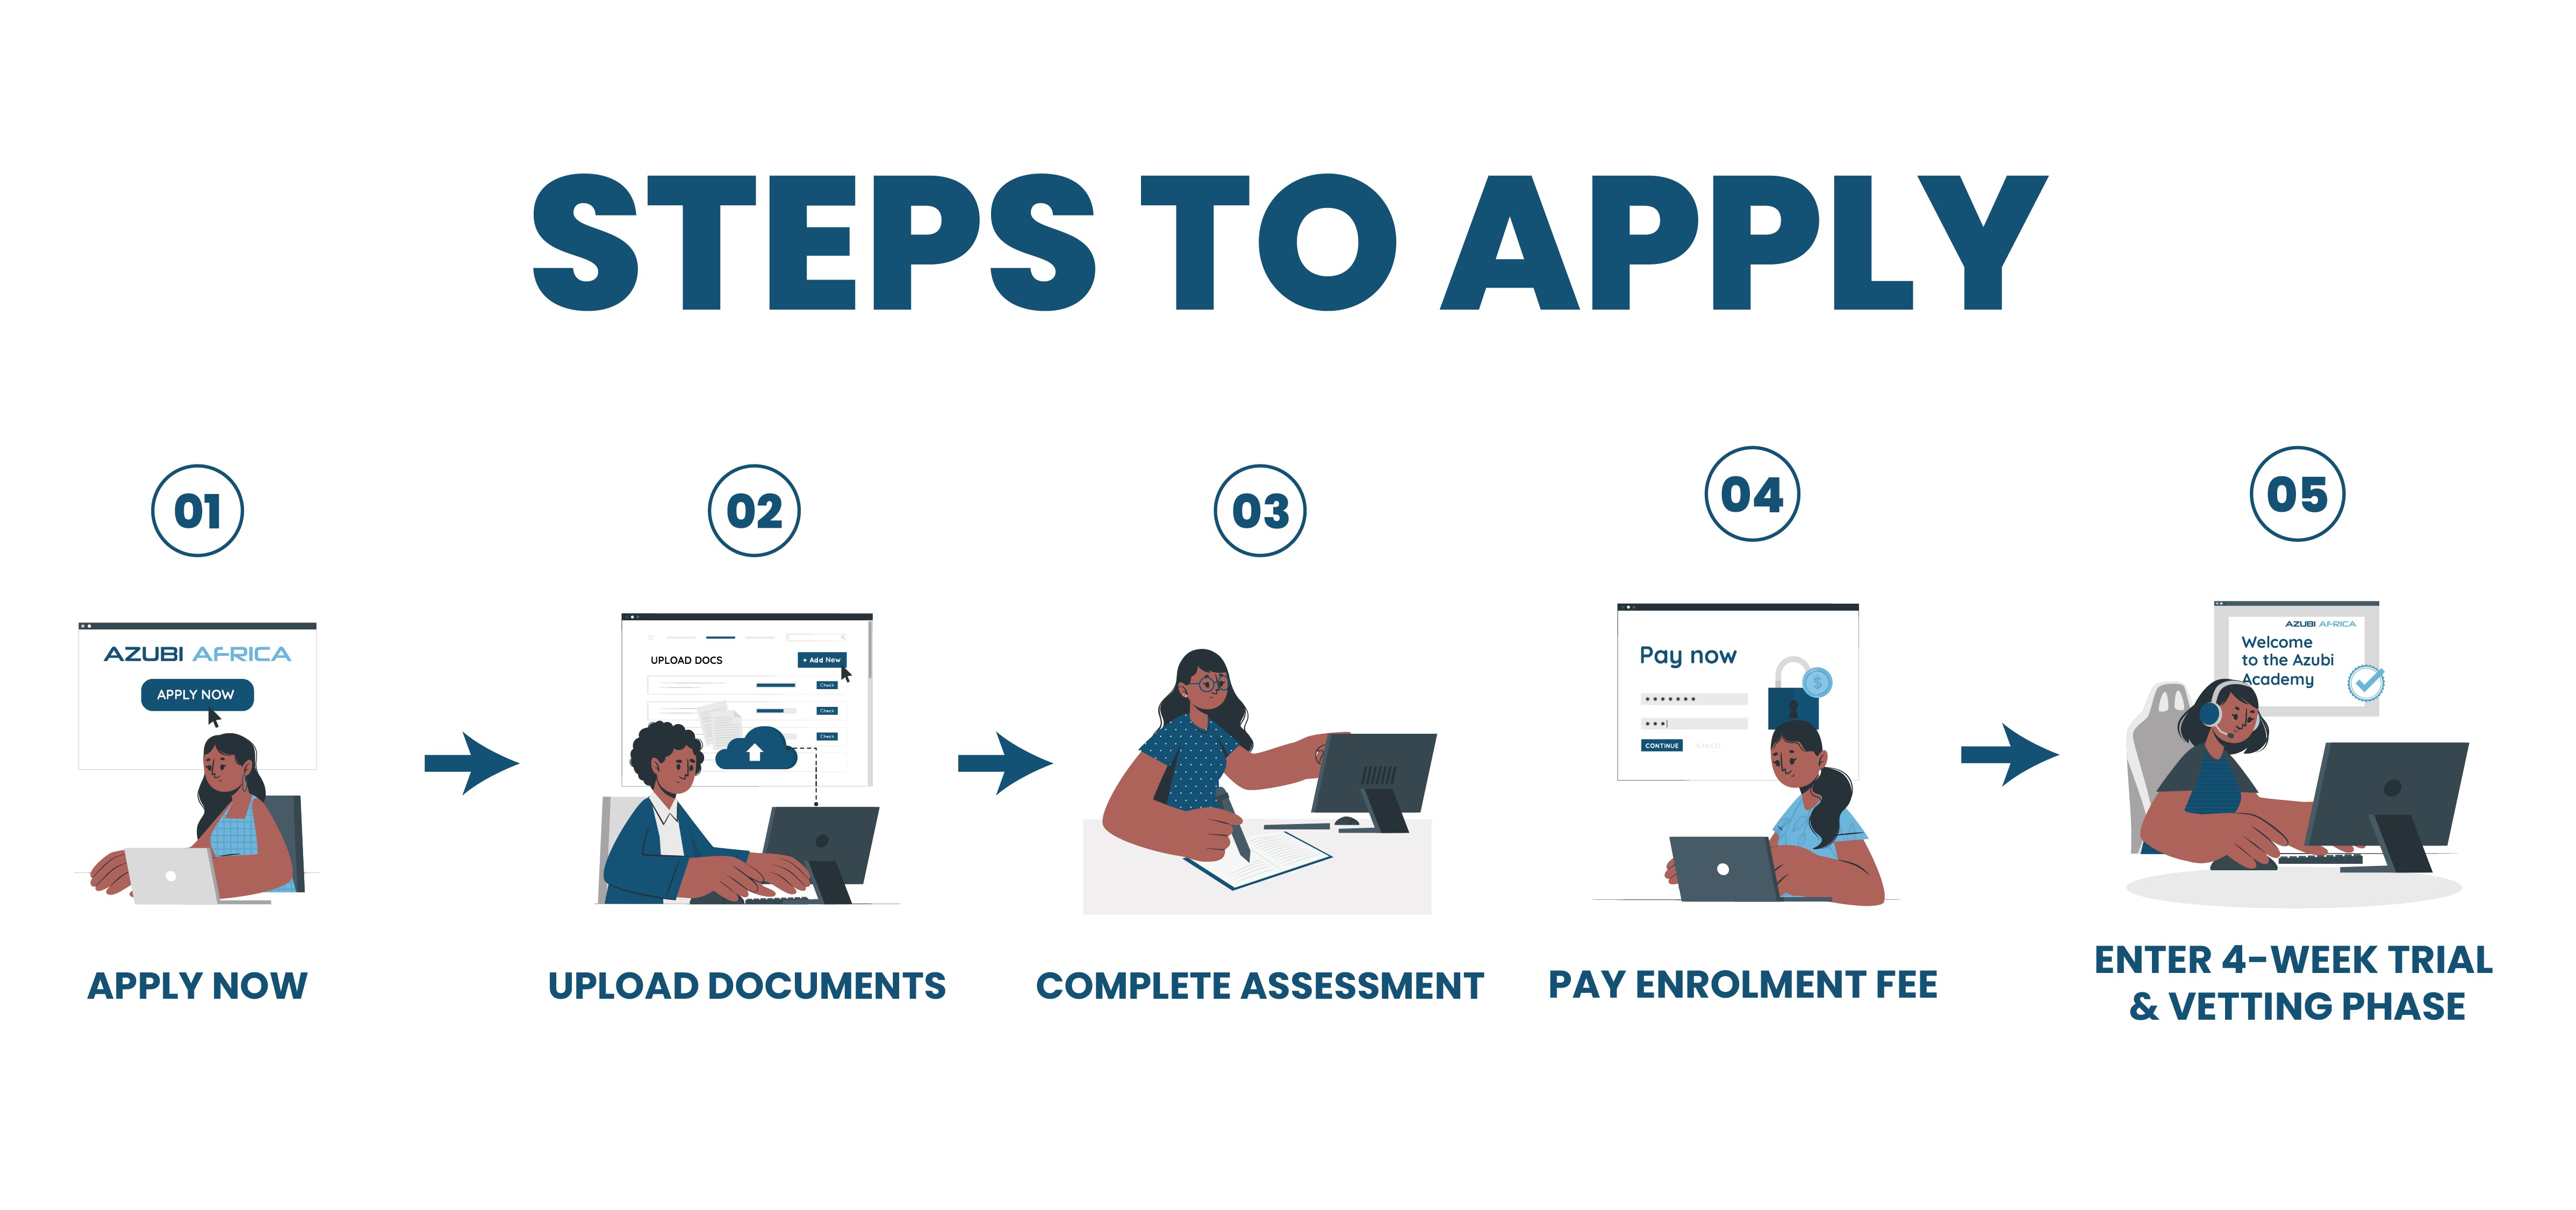 STEPS TO APPLY
01
AZUBI AFRICA
APPLY NOW
APPLY NOW
02
UPLOAD DOCS
+ Add New
Check
Check
Check
UPLOAD DOCUMENTS
03
COMPLETE ASSESSMENT
04
Pay now
CONTINUE
CANCEL
PAY ENROLMENT FEE
05
AZUBI AFRICA
Welcome
to the Azubi
Academy
ENTER 4-WEEK TRIAL
& VETTING PHASE